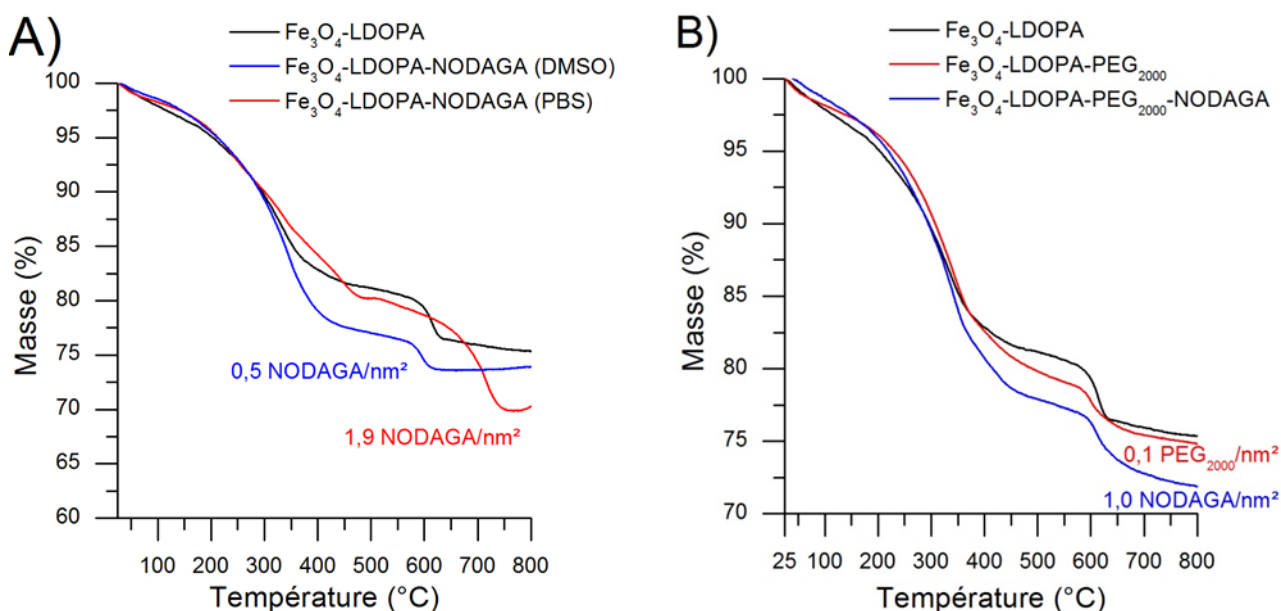 A)
Fe₃O₄-LDOPA
Fe₃O₄-LDOPA-NODAGA (DMSO)
Fe₃O₄-LDOPA-NODAGA (PBS)
100
95
90
85
80
75
70
65
60
Masse (%)
0,5 NODAGA/nm²
1,9 NODAGA/nm²
100 200 300 400 500 600 700 800
Température (°C)
B)
Fe₃O₄-LDOPA
Fe₃O₄-LDOPA-PEG₂₀₀₀
Fe₃O₄-LDOPA-PEG₂₀₀₀-NODAGA
100
95
90
85
80
75
70
Masse (%)
0,1 PEG₂₀₀₀/nm²
1,0 NODAGA/nm²
25 100 200 300 400 500 600 700 800
Température (°C)